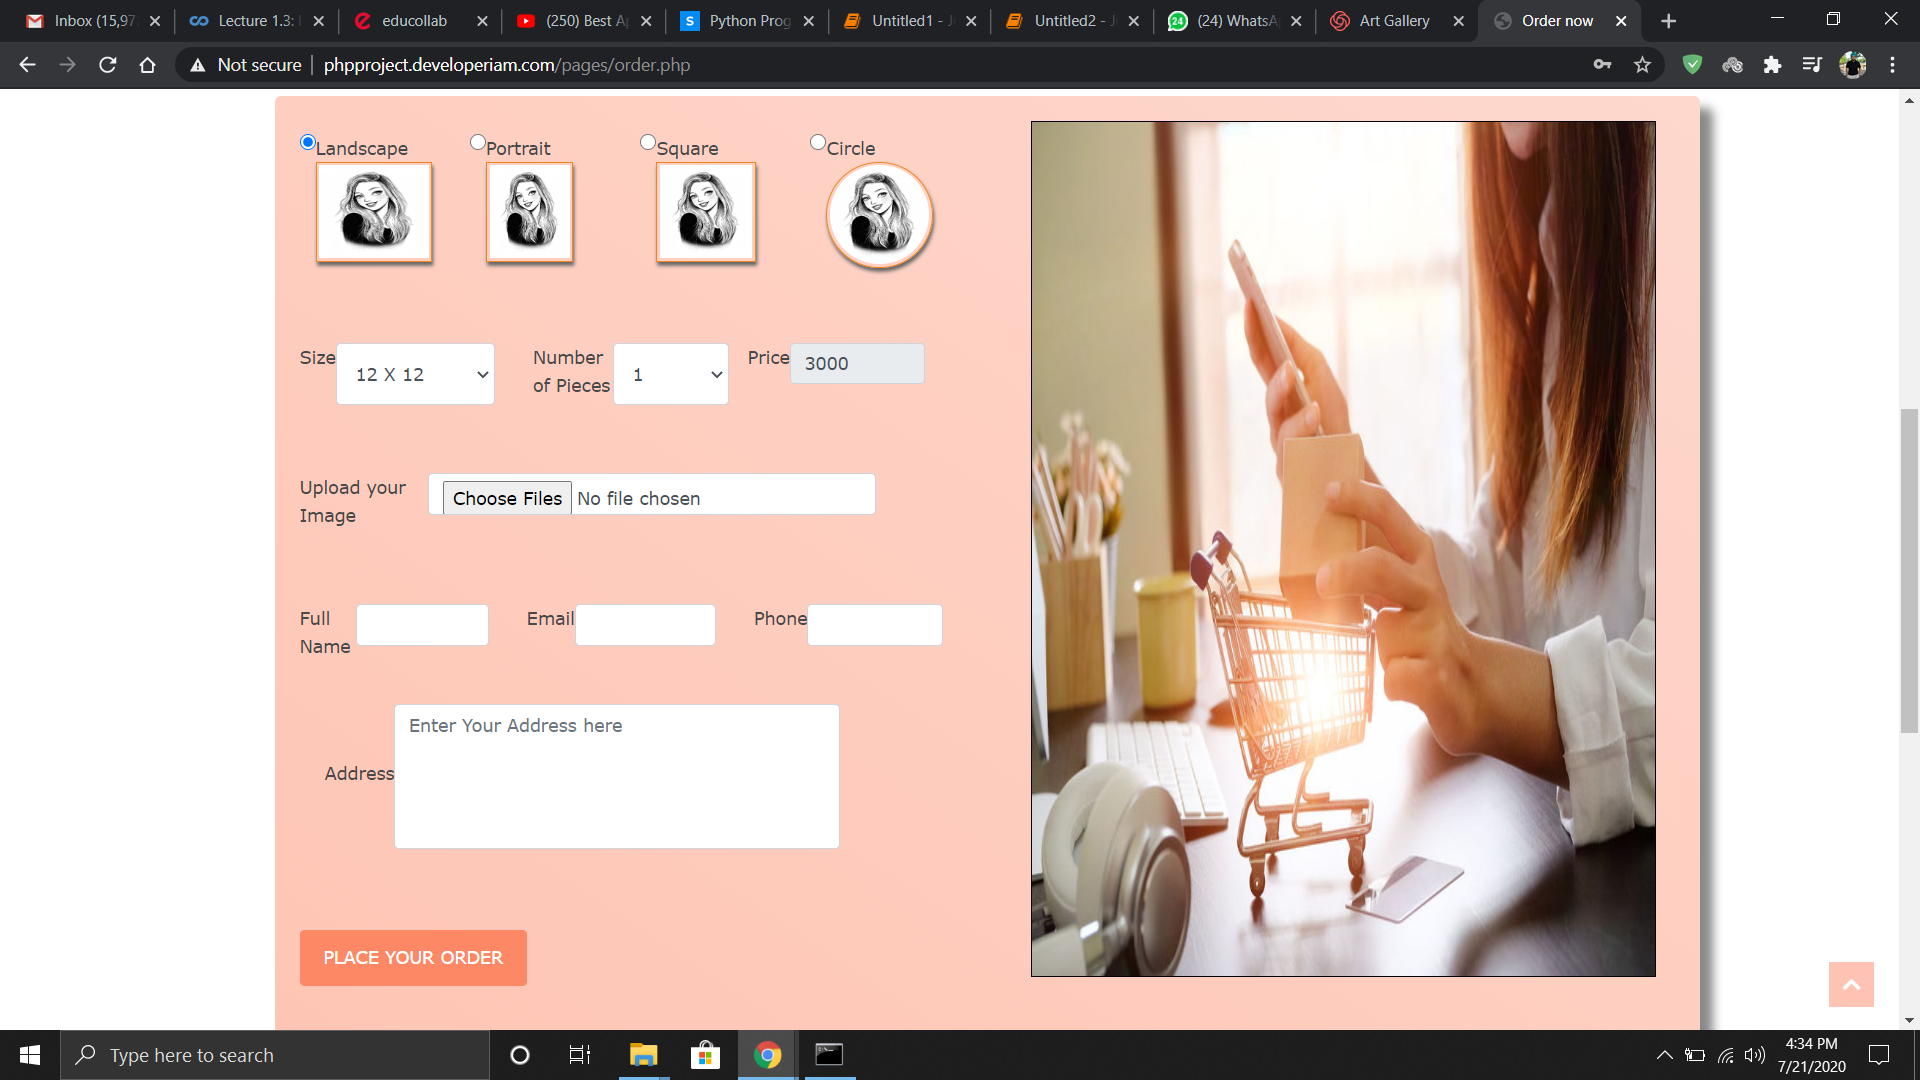 Inbox (15,97
Lecture 1.3:
educollab
(250) Best A
Python Prog
Untitled1 - J
Untitled2 - J
(24) WhatsA
Art Gallery
Order now
Not secure
phpproject.developeriam.com/pages/order.php
Landscape
Portrait
Square
Circle
Size
12 X 12
Number
of Pieces
1
Price
3000
Upload your
Image
Choose Files
No file chosen
Full
Name
Email
Phone
Address
Enter Your Address here
PLACE YOUR ORDER
Type here to search
4:34 PM
7/21/2020